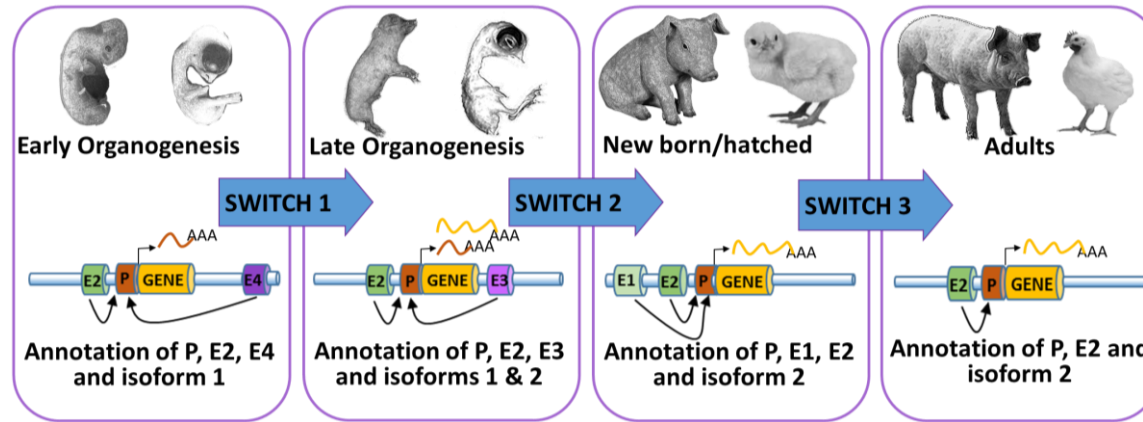 Early Organogenesis
SWITCH 1
AAA
E2 P GENE E4
Annotation of P, E2, E4
and isoform 1
Late Organogenesis
SWITCH 2
AAA
AAA
E2 P GENE E3
Annotation of P, E2, E3
and isoforms 1 & 2
New born/hatched
SWITCH 3
AAA
E1 E2 P GENE
Annotation of P, E1, E2
and isoform 2
Adults
AAA
E2 P GENE
Annotation of P, E2 and
isoform 2